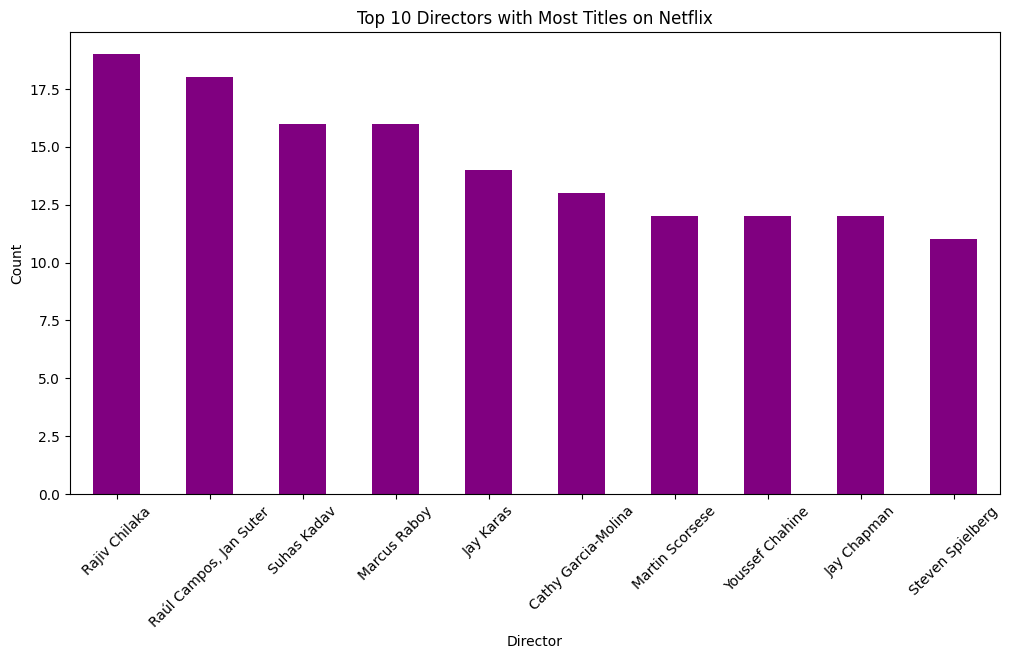 Top 10 Directors with Most Titles on Netflix
Count
17.5
15.0
12.5
10.0
7.5
5.0
2.5
0.0
Rajiv Chilaka
Raúl Campos, Jan Suter
Suhas Kadav
Marcus Raboy
Jay Karas
Cathy Garcia-Molina
Martin Scorsese
Youssef Chahine
Jay Chapman
Steven Spielberg
Director